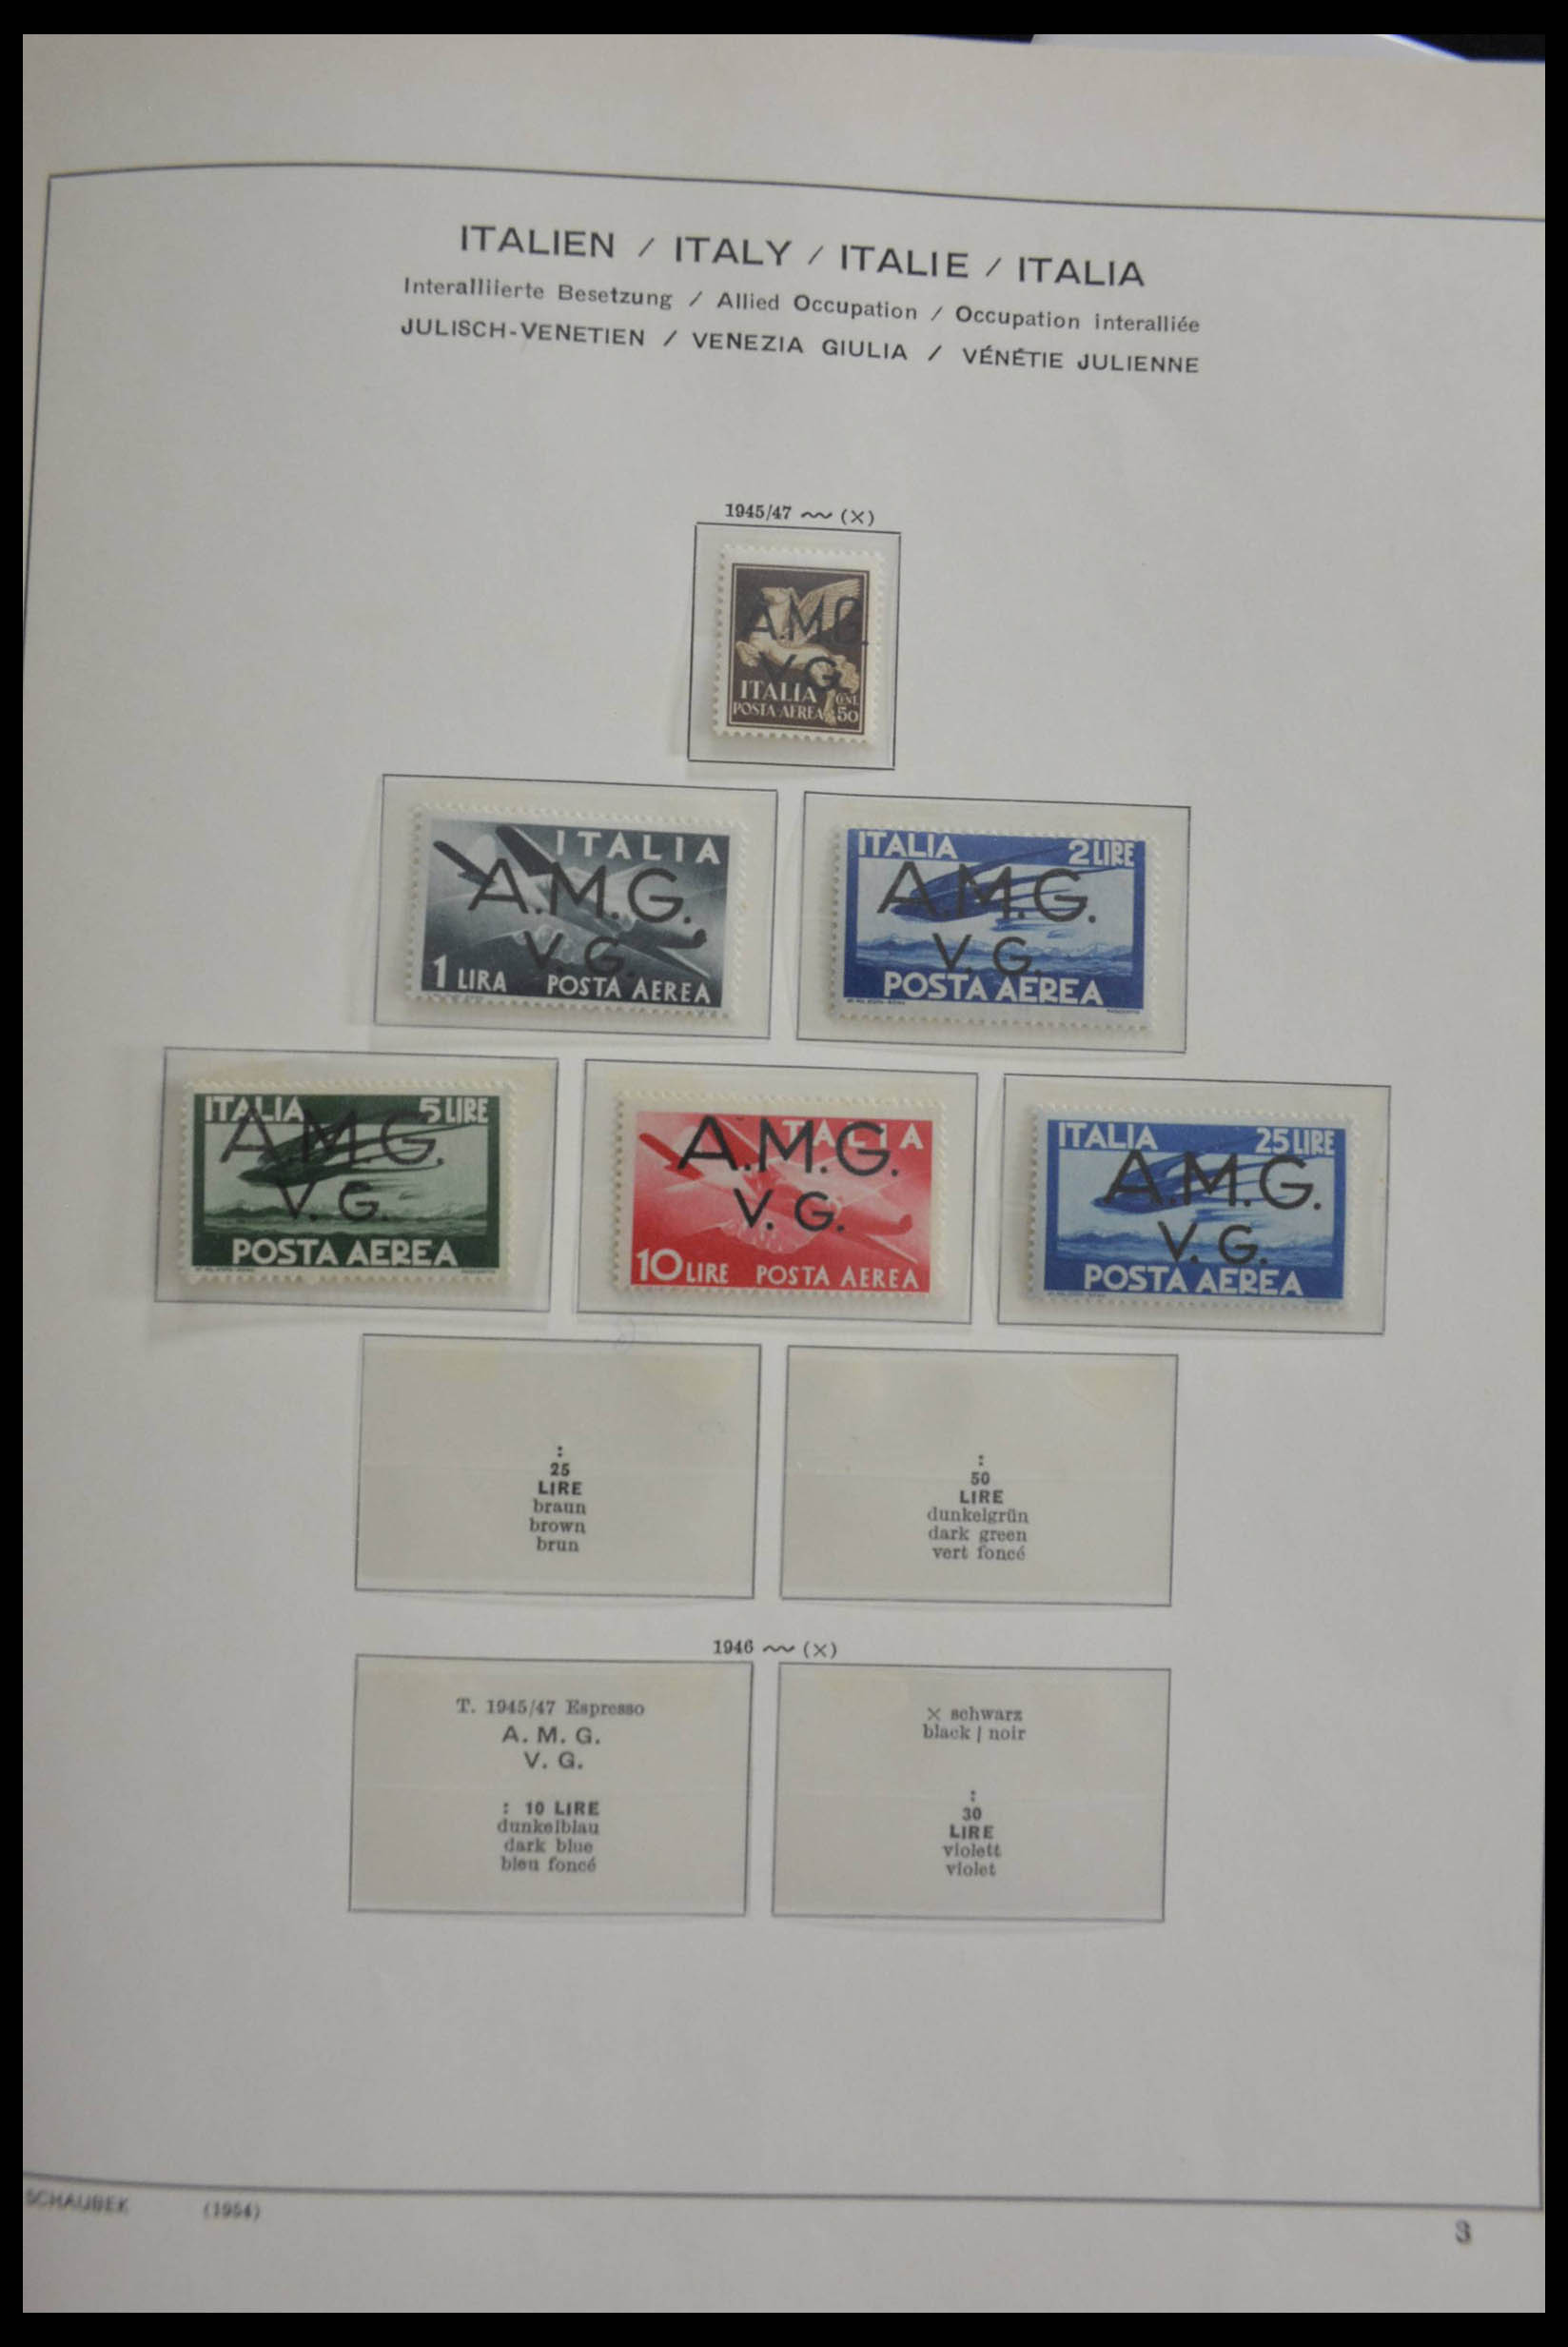 ITALIEN / ITALY / ITALIE / ITALIA
Interalliierte Besetzung / Allied Occupation / Occupation interalliée
JULISCH-VENETIEN / VENEZIA GIULIA / VÉNÉTIE JULIENNE
1945/47 (×)
A.M.G.
V.G.
ITALIA CENT.
POSTA AEREA 50
ITALIA
A.M.G.
V. G.
1 LIRA POSTA AEREA
ITALIA 2 LIRE
A.M.G.
V. G.
POSTA AEREA
ITALIA 5 LIRE
A.M.G.
V. G.
POSTA AEREA
ITALIA
A.M.G.
V. G.
10 LIRE POSTA AEREA
ITALIA 25 LIRE
A.M.G.
V. G.
POSTA AEREA
:
25
LIRE
braun
brown
brun
:
50
LIRE
dunkelgrün
dark green
vert foncé
1946 (×)
T. 1945/47 Espresso
A. M. G.
V. G.
: 10 LIRE
dunkelblau
dark blue
bleu foncé
× schwarz
black | noir
:
30
LIRE
violett
violet
SCHAUBEK (1954)
3